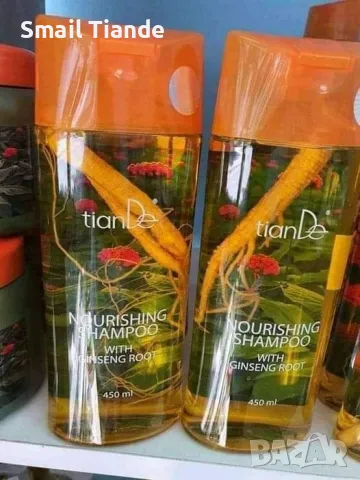 Smail Tiande
tianDe
NOURISHING
SHAMPOO
WITH
GINSENG ROOT
450 ml
tianDe
NOURISHING
SHAMPOO
WITH
GINSENG ROOT
450 ml
BAZAR